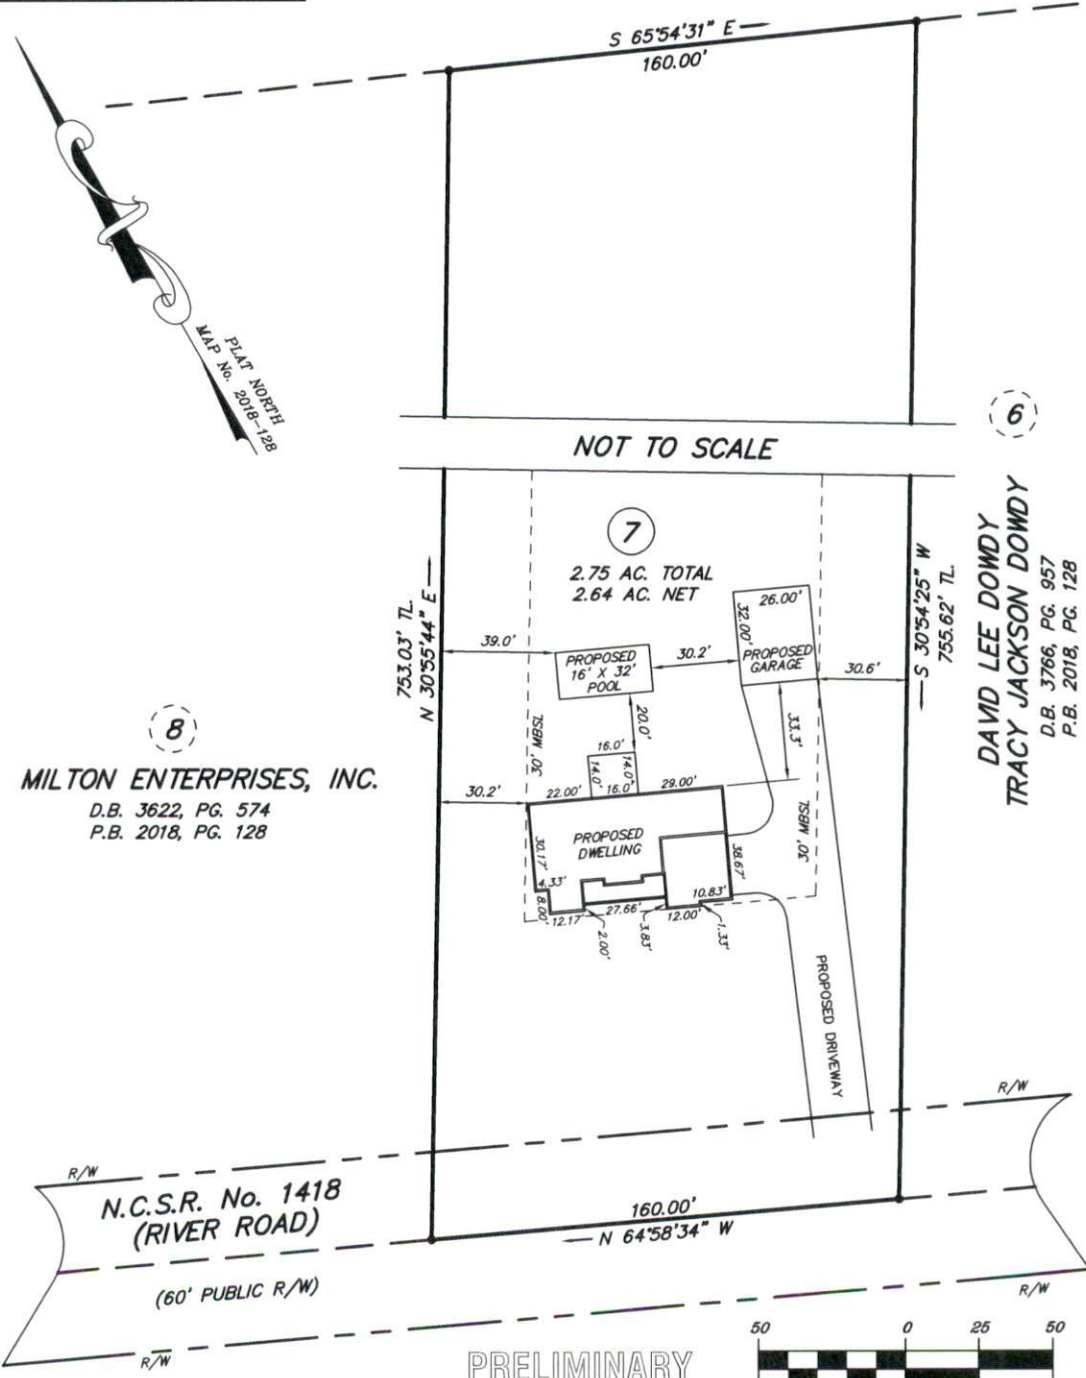 S 65°54'31" E
160.00'
PLAT NORTH
MAP No. 2018-128
NOT TO SCALE
6
DAVID LEE DOWDY
TRACY JACKSON DOWDY
D.B. 3766, PG. 957
P.B. 2018, PG. 128
7
2.75 AC. TOTAL
2.64 AC. NET
753.03' TL.
N 30°55'44" E
S 30°54'25" W
755.62' TL.
26.00'
32.00'
PROPOSED
GARAGE
39.0'
PROPOSED
16' X 32'
POOL
30.2'
30.6'
20.0'
33.3'
8
MILTON ENTERPRISES, INC.
D.B. 3622, PG. 574
P.B. 2018, PG. 128
30' MBSL
16.0'
14.0'
14.0'
30.2'
22.00'
16.0'
29.00'
30' MBSL
PROPOSED
DWELLING
30.17'
38.67'
4.33'
8.00'
12.17'
2.00'
27.66'
3.83'
10.83'
12.00'
1.33'
PROPOSED DRIVEWAY
R/W
R/W
N.C.S.R. No. 1418
(RIVER ROAD)
160.00'
N 64°58'34" W
(60' PUBLIC R/W)
R/W
R/W
50 0 25 50
PRELIMINARY